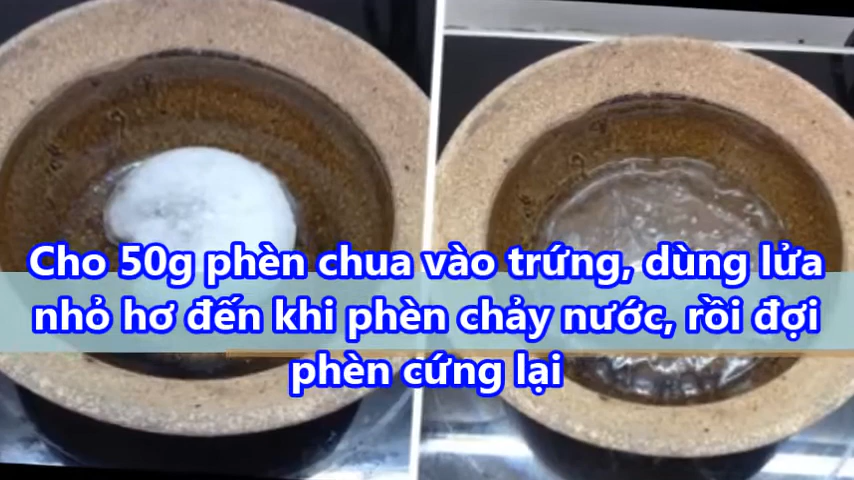 Cho 50g phèn chua vào trứng, dùng lửa
nhỏ hơ đến khi phèn chảy nước, rồi đợi
phèn cứng lại